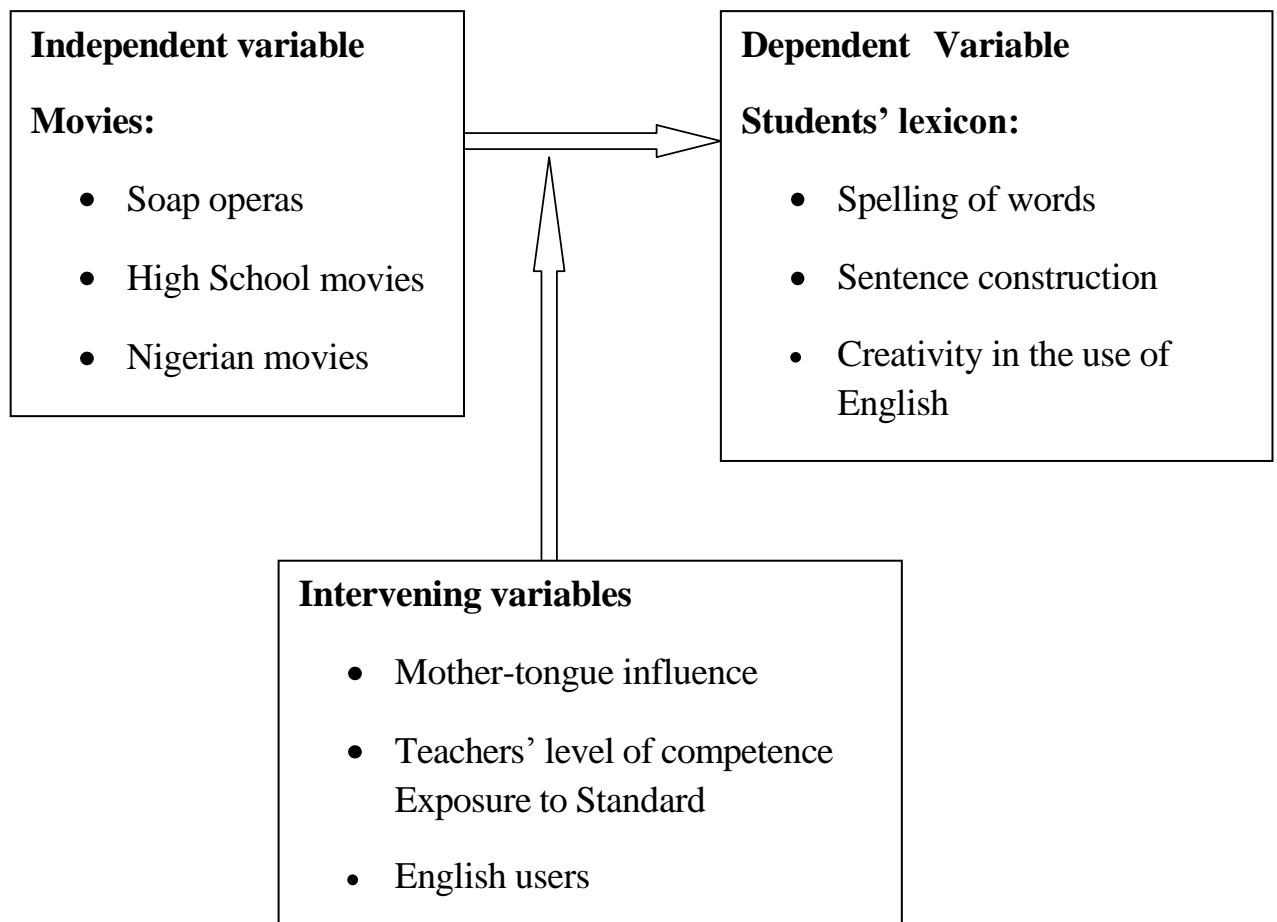 Independent variable
Movies:
• Soap operas
• High School movies
• Nigerian movies
Dependent Variable
Students’ lexicon:
• Spelling of words
• Sentence construction
• Creativity in the use of
English
Intervening variables
• Mother-tongue influence
• Teachers’ level of competence
Exposure to Standard
• English users